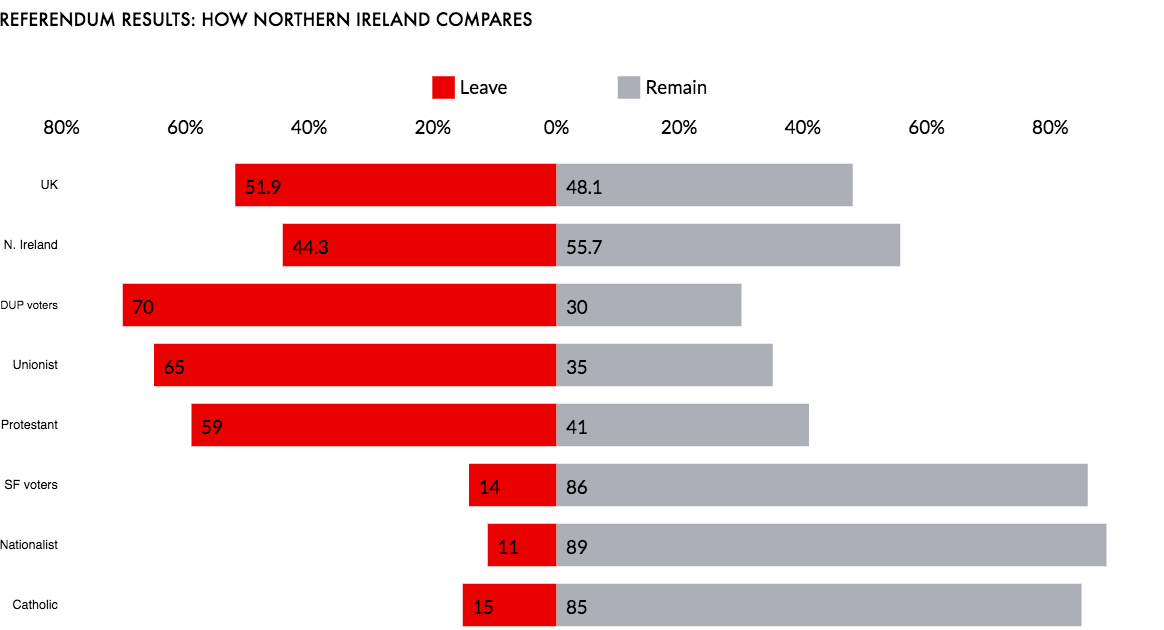 REFERENDUM RESULTS: HOW NORTHERN IRELAND COMPARES
Leave Remain
80% 60% 40% 20% 0% 20% 40% 60% 80%
UK 51.9 48.1
N. Ireland 44.3 55.7
DUP voters 70 30
Unionist 65 35
Protestant 59 41
SF voters 14 86
Nationalist 11 89
Catholic 15 85